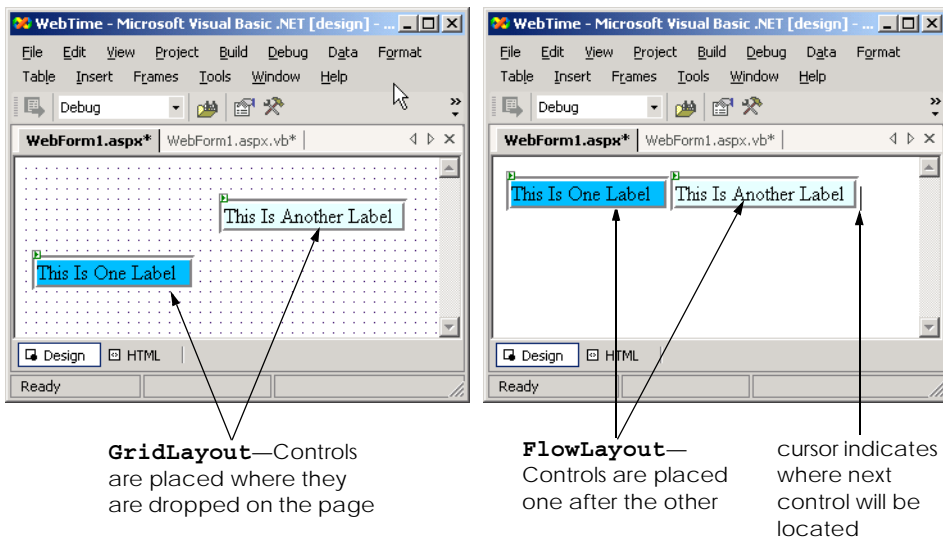 WebTime - Microsoft Visual Basic .NET [design] - ...
File Edit View Project Build Debug Data Format
Table Insert Frames Tools Window Help
Debug
WebForm1.aspx* WebForm1.aspx.vb*
This Is Another Label
This Is One Label
Design HTML
Ready
GridLayout—Controls
are placed where they
are dropped on the page
WebTime - Microsoft Visual Basic .NET [design] - ...
File Edit View Project Build Debug Data Format
Table Insert Frames Tools Window Help
Debug
WebForm1.aspx* WebForm1.aspx.vb*
This Is One Label This Is Another Label
Design HTML
Ready
FlowLayout—
Controls are placed
one after the other
cursor indicates
where next
control will be
located